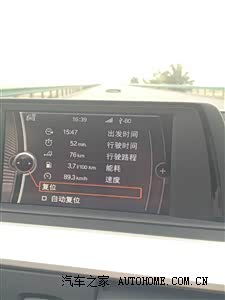 16:39
15:47 出发时间
52 min 行驶时间
76 km 行驶路程
3.7 l/100 km 能耗
89.3 km/h 速度
复位
自动复位
汽车之家 AUTOHOME.COM.CN